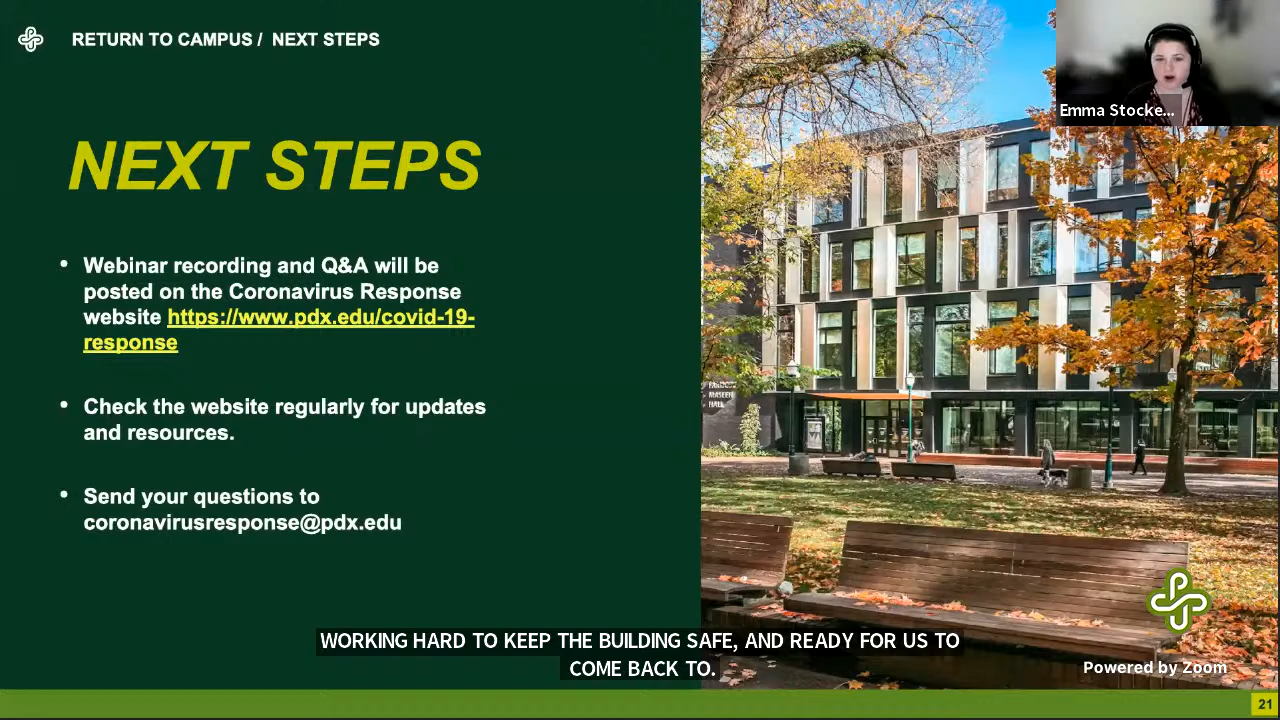 RETURN TO CAMPUS / NEXT STEPS
Emma Stocke...
NEXT STEPS
• Webinar recording and Q&A will be
posted on the Coronavirus Response
website https://www.pdx.edu/covid-19-
response
• Check the website regularly for updates
and resources.
• Send your questions to
coronavirusresponse@pdx.edu
FARIBORZ
MASEEH
HALL
WORKING HARD TO KEEP THE BUILDING SAFE, AND READY FOR US TO
COME BACK TO.
Powered by Zoom
21